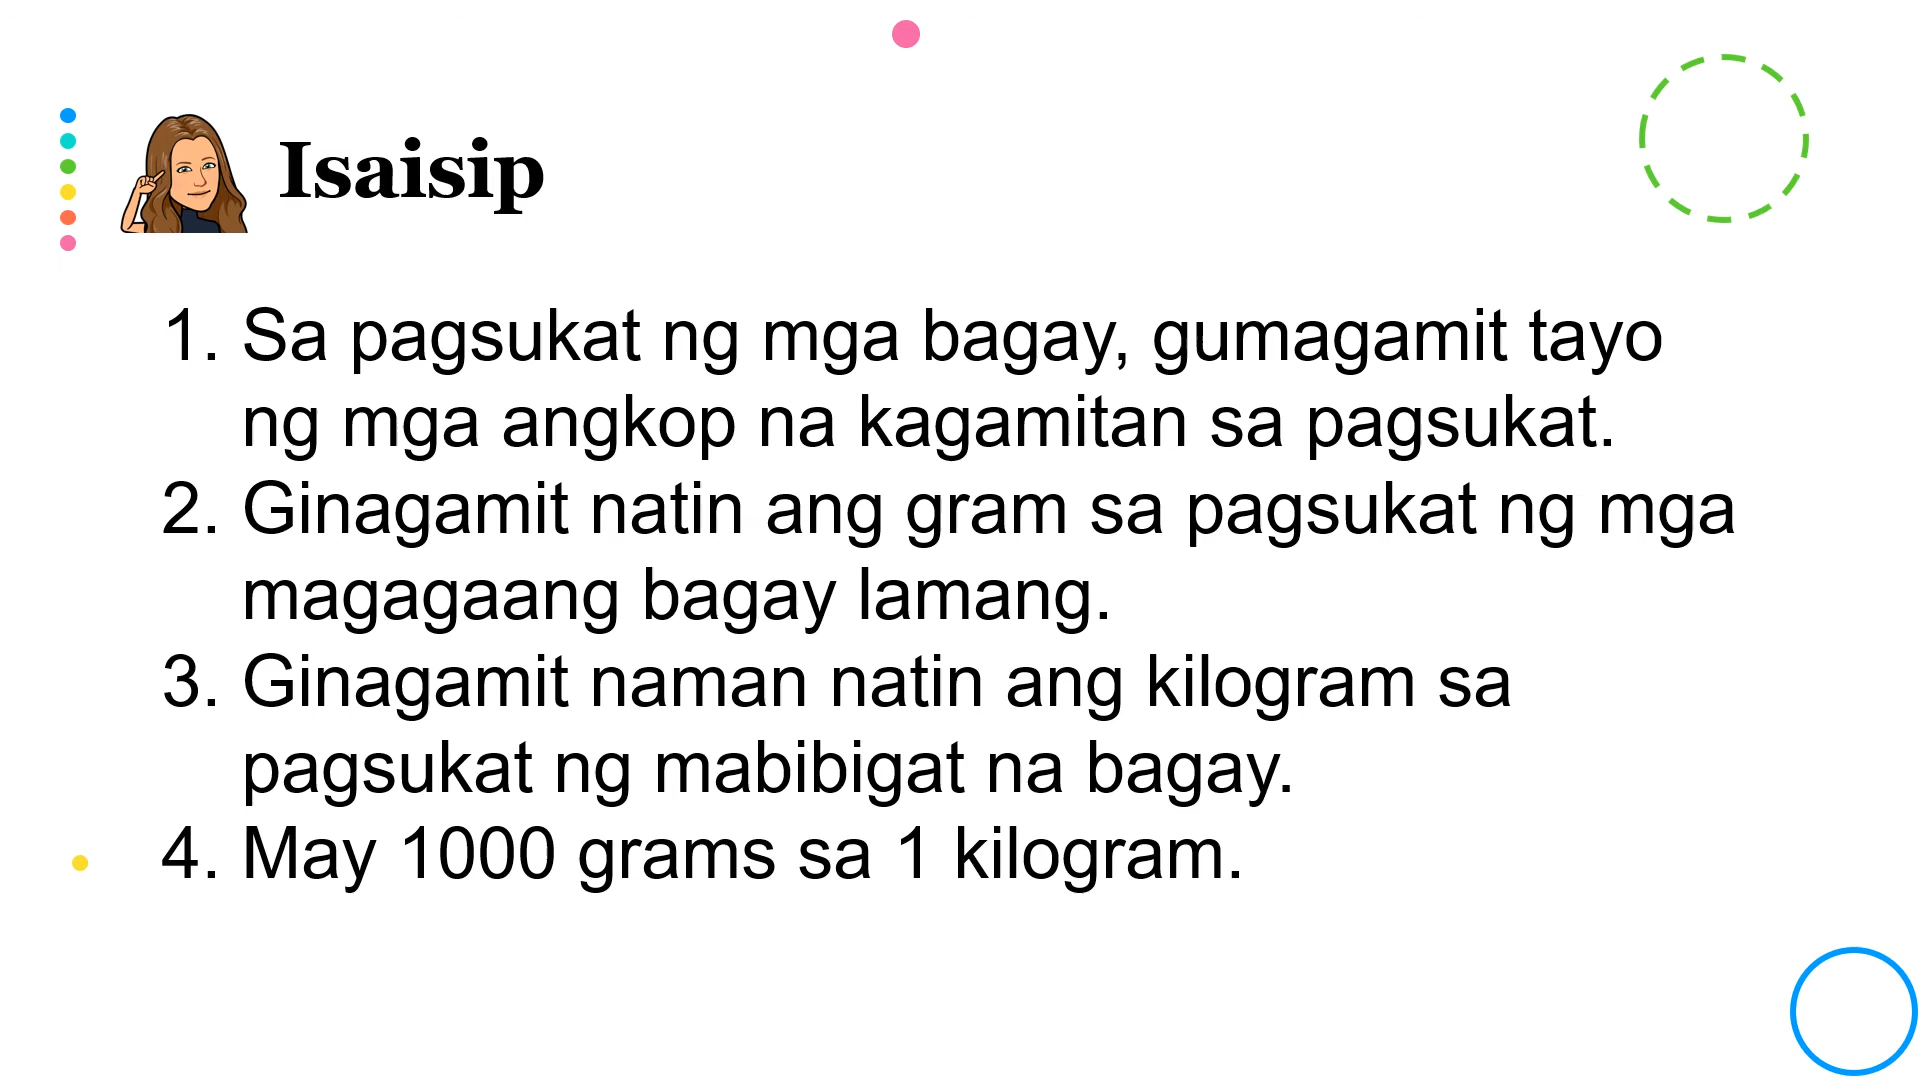 Isaisip
1. Sa pagsukat ng mga bagay, gumagamit tayo
ng mga angkop na kagamitan sa pagsukat.
2. Ginagamit natin ang gram sa pagsukat ng mga
magagaang bagay lamang.
3. Ginagamit naman natin ang kilogram sa
pagsukat ng mabibigat na bagay.
4. May 1000 grams sa 1 kilogram.